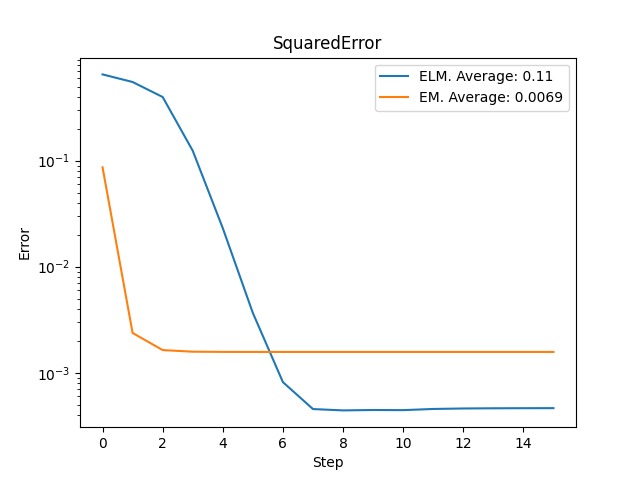 SquaredError
ELM. Average: 0.11
EM. Average: 0.0069
10⁻¹
10⁻²
10⁻³
Error
0 2 4 6 8 10 12 14
Step